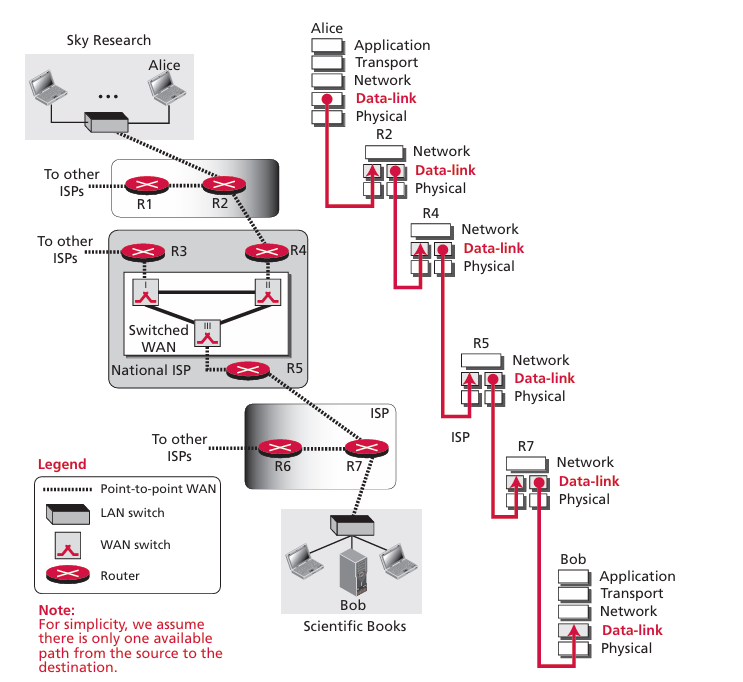 Sky Research
Alice
To other
ISPs
R1
R2
To other
ISPs
R3
R4
I
II
III
Switched
WAN
National ISP
R5
ISP
To other
ISPs
R6
R7
Bob
Scientific Books
Legend
Point-to-point WAN
LAN switch
WAN switch
Router
Note:
For simplicity, we assume
there is only one available
path from the source to the
destination.
Alice
Application
Transport
Network
Data-link
Physical
R2
Network
Data-link
Physical
R4
Network
Data-link
Physical
R5
Network
Data-link
Physical
ISP
R7
Network
Data-link
Physical
Bob
Application
Transport
Network
Data-link
Physical